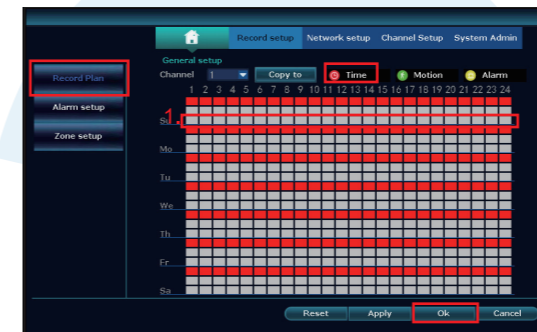 Record setup Network setup Channel Setup System Admin
General setup
Channel 1 Copy to Time Motion Alarm
1 2 3 4 5 6 7 8 9 10 11 12 13 14 15 16 17 18 19 20 21 22 23 24
Record Plan
Alarm setup
Zone setup
1.
Su
Mo
Tu
We
Th
Fr
Sa
Reset Apply Ok Cancel